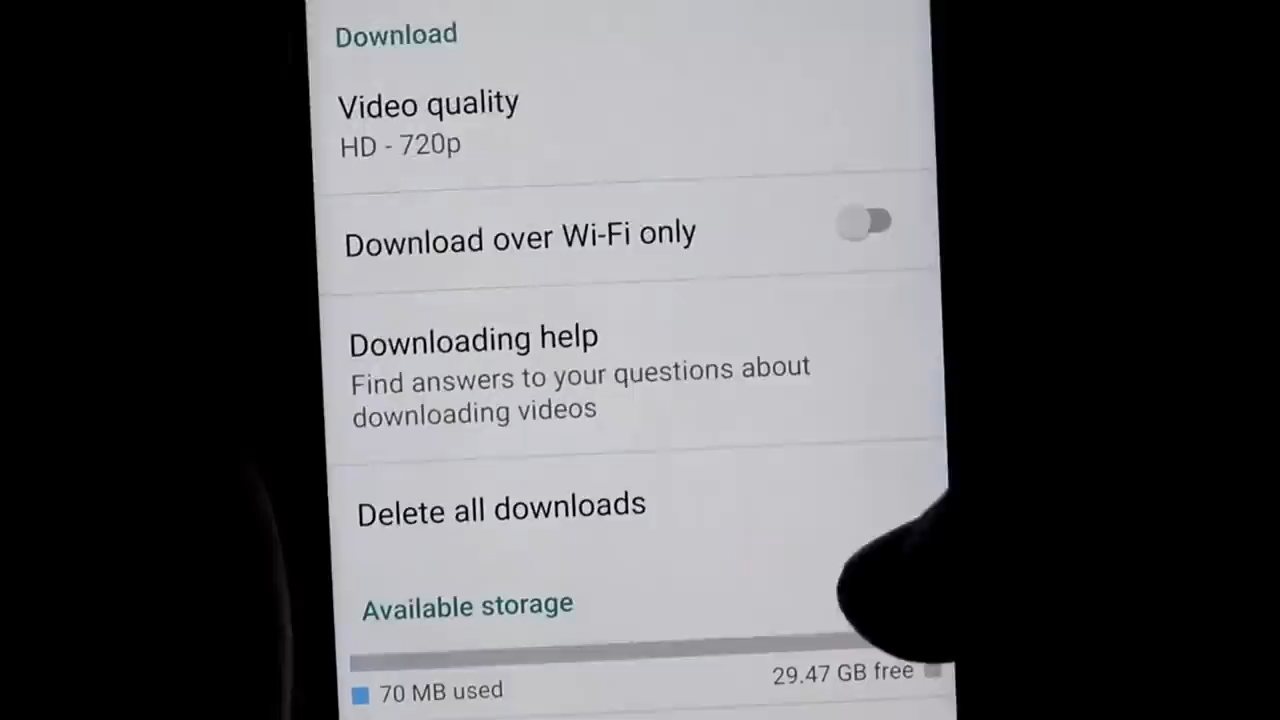 Download
Video quality
HD - 720p
Download over Wi-Fi only
Downloading help
Find answers to your questions about
downloading videos
Delete all downloads
Available storage
70 MB used
29.47 GB free